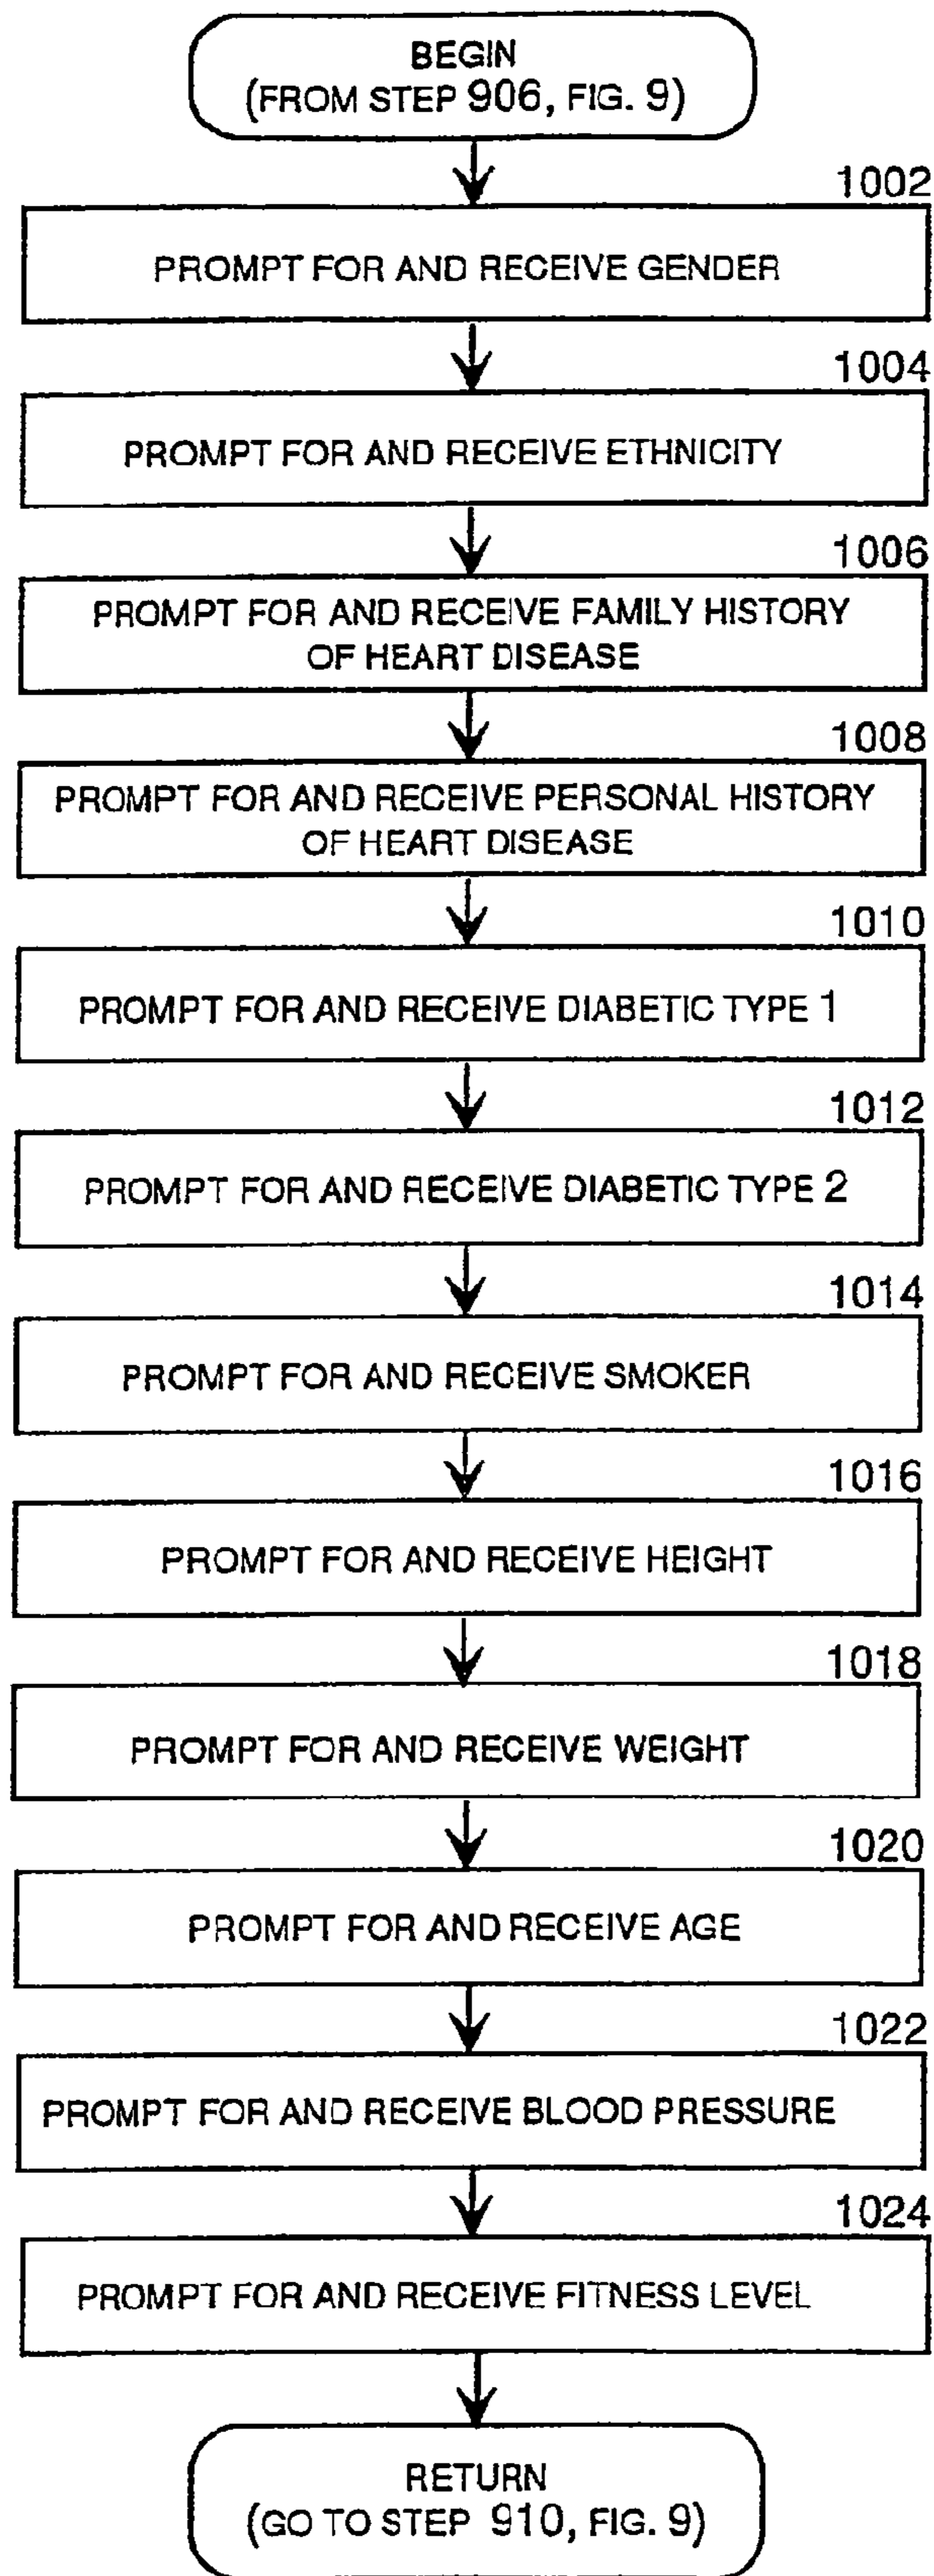 BEGIN
(FROM STEP 906, FIG. 9)
1002
PROMPT FOR AND RECEIVE GENDER
1004
PROMPT FOR AND RECEIVE ETHNICITY
1006
PROMPT FOR AND RECEIVE FAMILY HISTORY
OF HEART DISEASE
1008
PROMPT FOR AND RECEIVE PERSONAL HISTORY
OF HEART DISEASE
1010
PROMPT FOR AND RECEIVE DIABETIC TYPE 1
1012
PROMPT FOR AND RECEIVE DIABETIC TYPE 2
1014
PROMPT FOR AND RECEIVE SMOKER
1016
PROMPT FOR AND RECEIVE HEIGHT
1018
PROMPT FOR AND RECEIVE WEIGHT
1020
PROMPT FOR AND RECEIVE AGE
1022
PROMPT FOR AND RECEIVE BLOOD PRESSURE
1024
PROMPT FOR AND RECEIVE FITNESS LEVEL
RETURN
(GO TO STEP 910, FIG. 9)